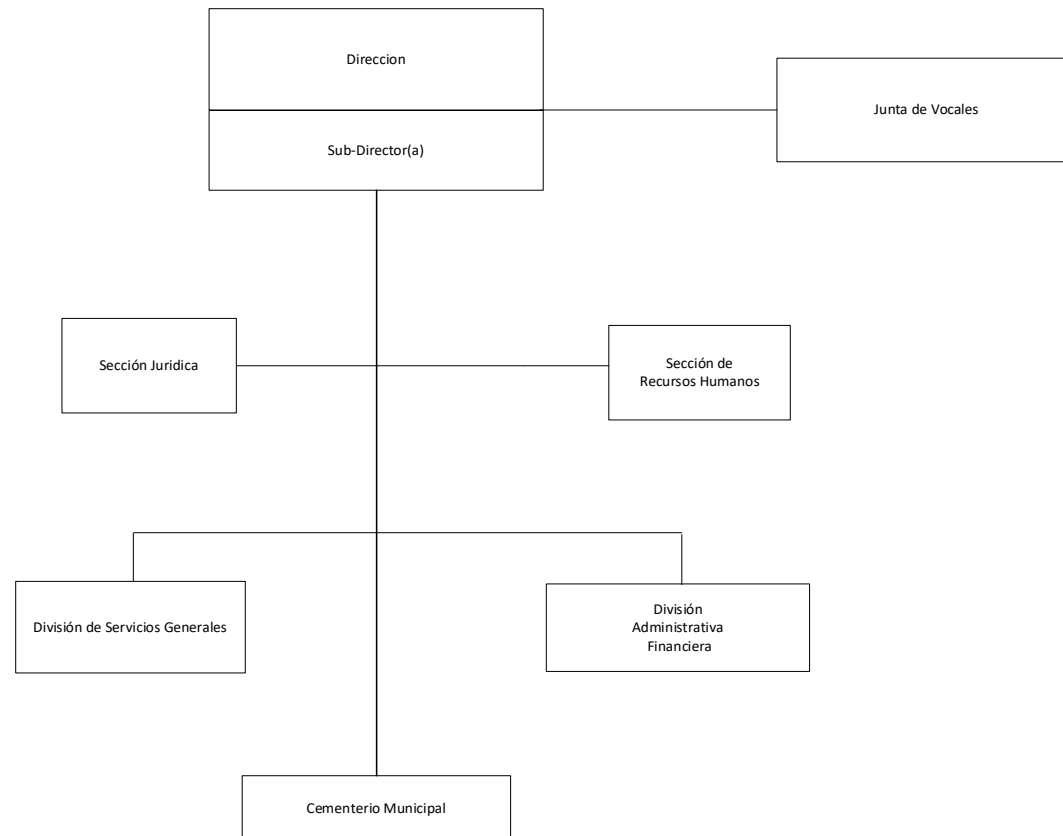 Direccion
Junta de Vocales
Sub-Director(a)
Sección Juridica
Sección de
Recursos Humanos
División de Servicios Generales
División
Administrativa
Financiera
Cementerio Municipal